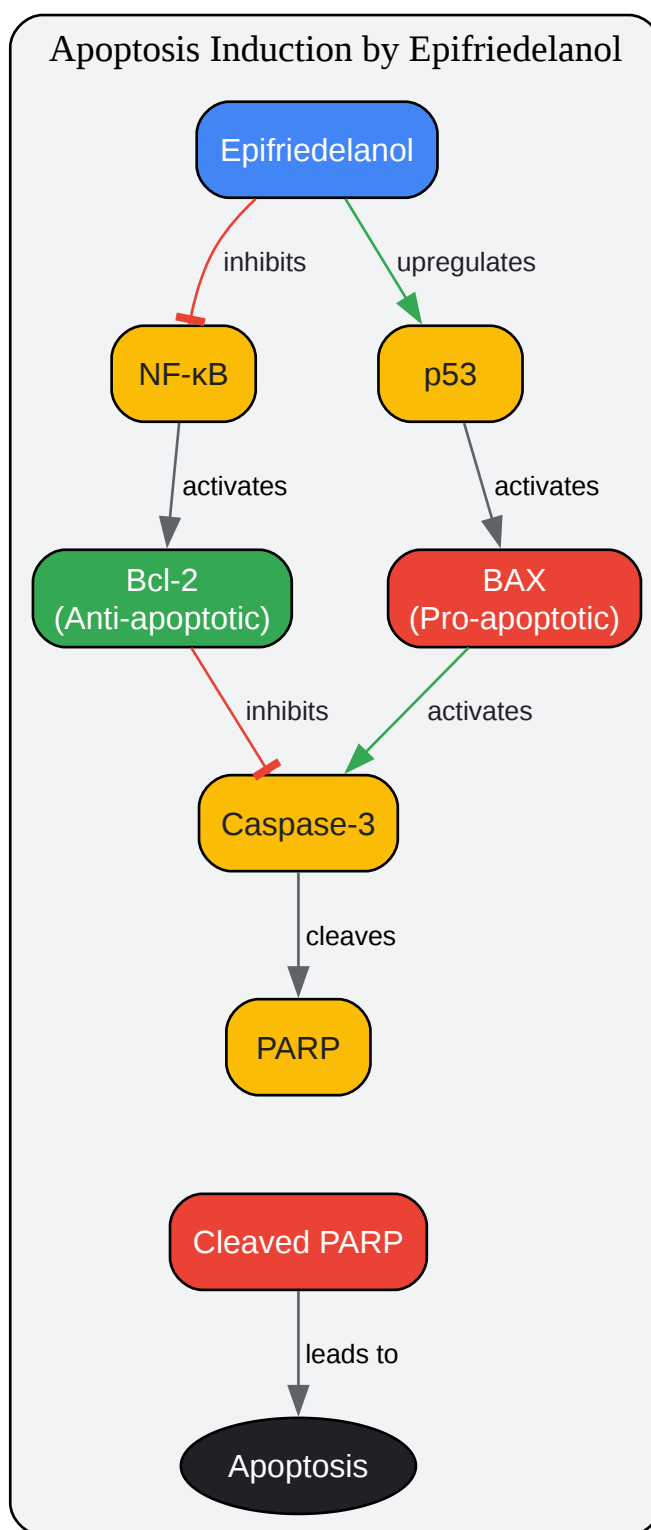 Apoptosis Induction by Epifriedelanol
Epifriedelanol
inhibits
upregulates
NF-κB
p53
activates
activates
Bcl-2
(Anti-apoptotic)
BAX
(Pro-apoptotic)
inhibits
activates
Caspase-3
cleaves
PARP
Cleaved PARP
leads to
Apoptosis